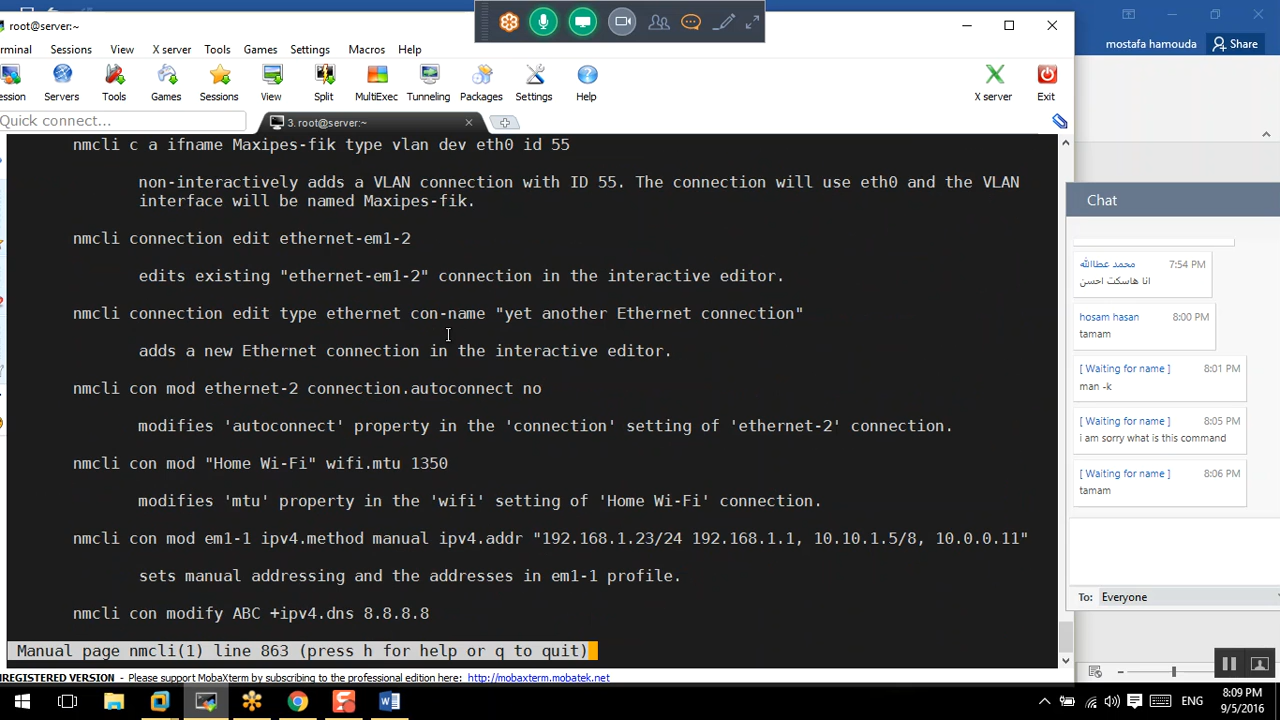 root@server:~
rminal Sessions View X server Tools Games Settings Macros Help
ession Servers Tools Games Sessions View Split MultiExec Tunneling Packages Settings Help X server Exit
Quick connect...
3. root@server:~
mostafa hamouda Share
nmcli c a ifname Maxipes-fik type vlan dev eth0 id 55
non-interactively adds a VLAN connection with ID 55. The connection will use eth0 and the VLAN
interface will be named Maxipes-fik.
nmcli connection edit ethernet-em1-2
edits existing "ethernet-em1-2" connection in the interactive editor.
nmcli connection edit type ethernet con-name "yet another Ethernet connection"
adds a new Ethernet connection in the interactive editor.
nmcli con mod ethernet-2 connection.autoconnect no
modifies 'autoconnect' property in the 'connection' setting of 'ethernet-2' connection.
nmcli con mod "Home Wi-Fi" wifi.mtu 1350
modifies 'mtu' property in the 'wifi' setting of 'Home Wi-Fi' connection.
nmcli con mod em1-1 ipv4.method manual ipv4.addr "192.168.1.23/24 192.168.1.1, 10.10.1.5/8, 10.0.0.11"
sets manual addressing and the addresses in em1-1 profile.
nmcli con modify ABC +ipv4.dns 8.8.8.8
Manual page nmcli(1) line 863 (press h for help or q to quit)
REGISTERED VERSION - Please support MobaXterm by subscribing to the professional edition here: http://mobaxterm.mobatek.net
Chat
محمد عطاالله 7:54 PM
انا هاسكت احسن
hosam hasan 8:00 PM
tamam
[ Waiting for name ] 8:01 PM
man -k
[ Waiting for name ] 8:05 PM
i am sorry what is this command
[ Waiting for name ] 8:06 PM
tamam
To: Everyone
ENG
8:09 PM
9/5/2016